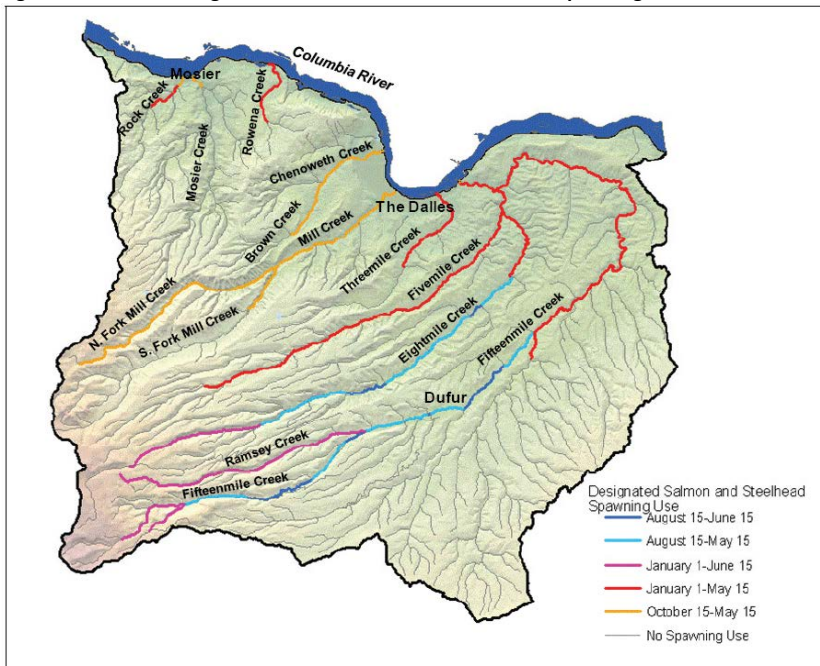 Columbia River
Mosier
Rock Creek
Mosier Creek
Rowena Creek
Chenoweth Creek
Brown Creek
Mill Creek
The Dalles
Threemile Creek
Fivemile Creek
N. Fork Mill Creek
S. Fork Mill Creek
Eightmile Creek
Fifteenmile Creek
Dufur
Ramsey Creek
Fifteenmile Creek
Designated Salmon and Steelhead
Spawning Use
August 15-June 15
August 15-May 15
January 1-June 15
January 1-May 15
October 15-May 15
No Spawning Use